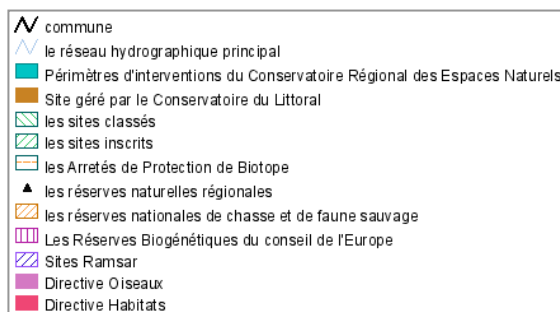 commune
le réseau hydrographique principal
Périmètres d'interventions du Conservatoire Régional des Espaces Naturels
Site géré par le Conservatoire du Littoral
les sites classés
les sites inscrits
les Arretés de Protection de Biotope
les réserves naturelles régionales
les réserves nationales de chasse et de faune sauvage
Les Réserves Biogénétiques du conseil de l'Europe
Sites Ramsar
Directive Oiseaux
Directive Habitats